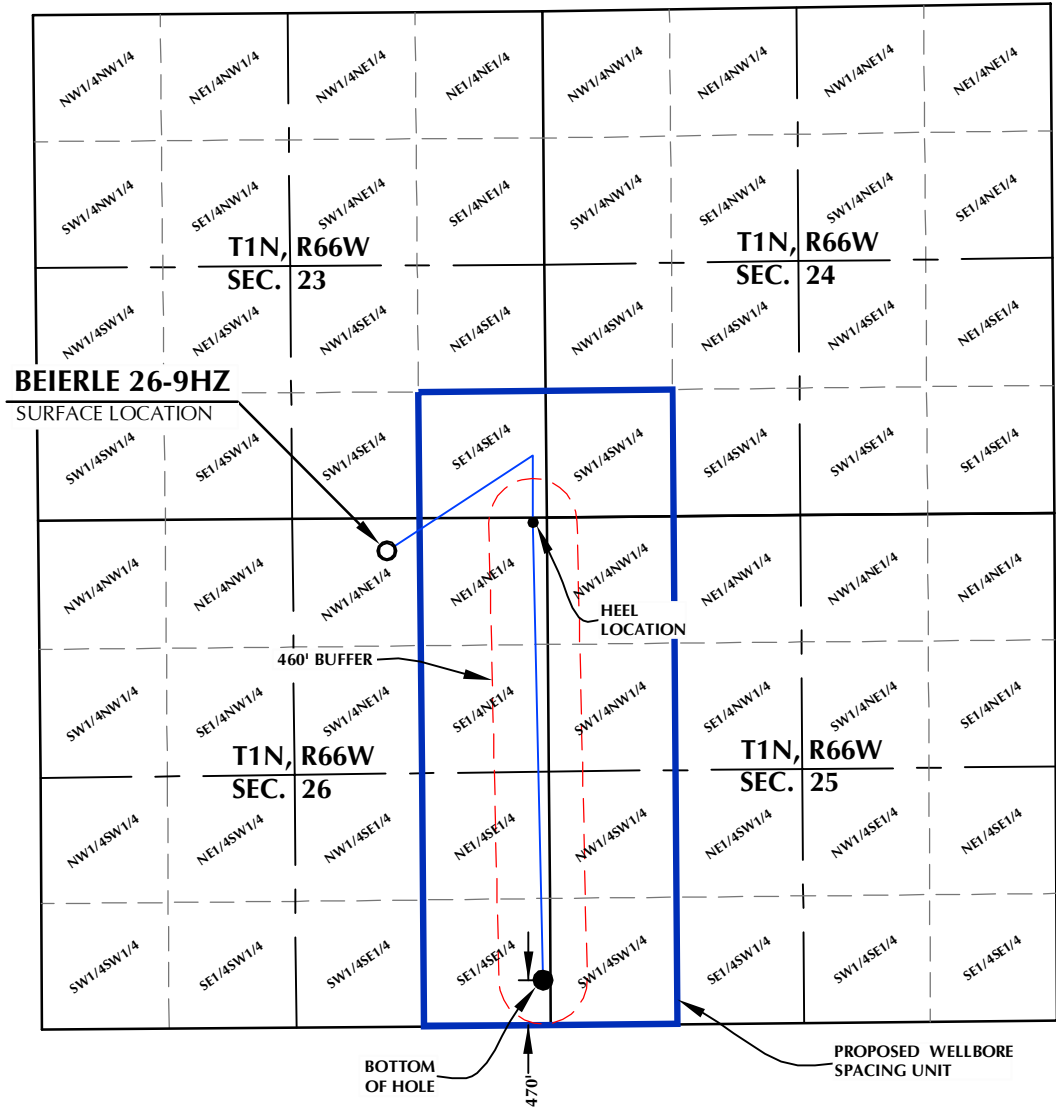 NW1/4NW1/4 NE1/4NW1/4 NW1/4NE1/4 NE1/4NE1/4 NW1/4NW1/4 NE1/4NW1/4 NW1/4NE1/4 NE1/4NE1/4
SW1/4NW1/4 SE1/4NW1/4 SW1/4NE1/4 SE1/4NE1/4 SW1/4NW1/4 SE1/4NW1/4 SW1/4NE1/4 SE1/4NE1/4
T1N, R66W
SEC. 23
T1N, R66W
SEC. 24
NW1/4SW1/4 NE1/4SW1/4 NW1/4SE1/4 NE1/4SE1/4 NW1/4SW1/4 NE1/4SW1/4 NW1/4SE1/4 NE1/4SE1/4
BEIERLE 26-9HZ
SURFACE LOCATION
SW1/4SW1/4 SE1/4SW1/4 SW1/4SE1/4 SE1/4SE1/4 SW1/4SW1/4 SE1/4SW1/4 SW1/4SE1/4 SE1/4SE1/4
NW1/4NW1/4 NE1/4NW1/4 NW1/4NE1/4 NE1/4NE1/4 NW1/4NW1/4 NE1/4NW1/4 NW1/4NE1/4 NE1/4NE1/4
HEEL
LOCATION
460' BUFFER
SW1/4NW1/4 SE1/4NW1/4 SW1/4NE1/4 SE1/4NE1/4 SW1/4NW1/4 SE1/4NW1/4 SW1/4NE1/4 SE1/4NE1/4
T1N, R66W
SEC. 26
T1N, R66W
SEC. 25
NW1/4SW1/4 NE1/4SW1/4 NW1/4SE1/4 NE1/4SE1/4 NW1/4SW1/4 NE1/4SW1/4 NW1/4SE1/4 NE1/4SE1/4
SW1/4SW1/4 SE1/4SW1/4 SW1/4SE1/4 SE1/4SE1/4 SW1/4SW1/4 SE1/4SW1/4 SW1/4SE1/4 SE1/4SE1/4
BOTTOM
OF HOLE
470'
PROPOSED WELLBORE
SPACING UNIT